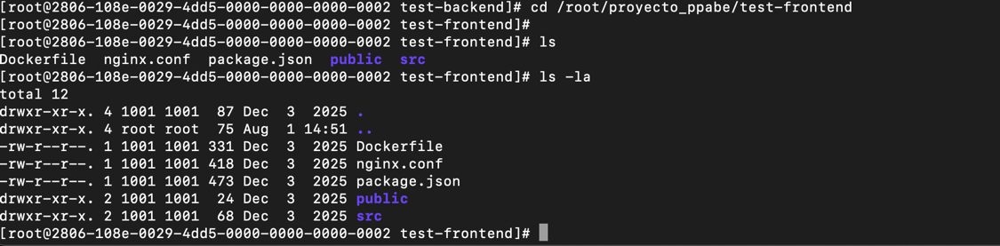 [root@2806-108e-0029-4dd5-0000-0000-0000-0002 test-backend]# cd /root/proyecto_ppabe/test-frontend
[root@2806-108e-0029-4dd5-0000-0000-0000-0002 test-frontend]#
[root@2806-108e-0029-4dd5-0000-0000-0000-0002 test-frontend]# ls
Dockerfile  nginx.conf  package.json  public  src
[root@2806-108e-0029-4dd5-0000-0000-0000-0002 test-frontend]# ls -la
total 12
drwxr-xr-x. 4 1001 1001  87 Dec  3  2025 .
drwxr-xr-x. 4 root root  75 Aug  1 14:51 ..
-rw-r--r--. 1 1001 1001 331 Dec  3  2025 Dockerfile
-rw-r--r--. 1 1001 1001 418 Dec  3  2025 nginx.conf
-rw-r--r--. 1 1001 1001 473 Dec  3  2025 package.json
drwxr-xr-x. 2 1001 1001  24 Dec  3  2025 public
drwxr-xr-x. 2 1001 1001  68 Dec  3  2025 src
[root@2806-108e-0029-4dd5-0000-0000-0000-0002 test-frontend]#